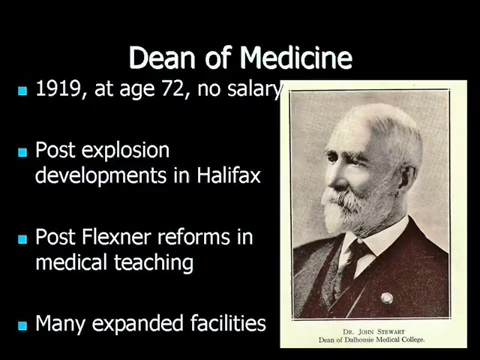 Dean of Medicine
1919, at age 72, no salary
Post explosion
developments in Halifax
Post Flexner reforms in
medical teaching
Many expanded facilities
DR. JOHN STEWART
Dean of Dalhousie Medical College.